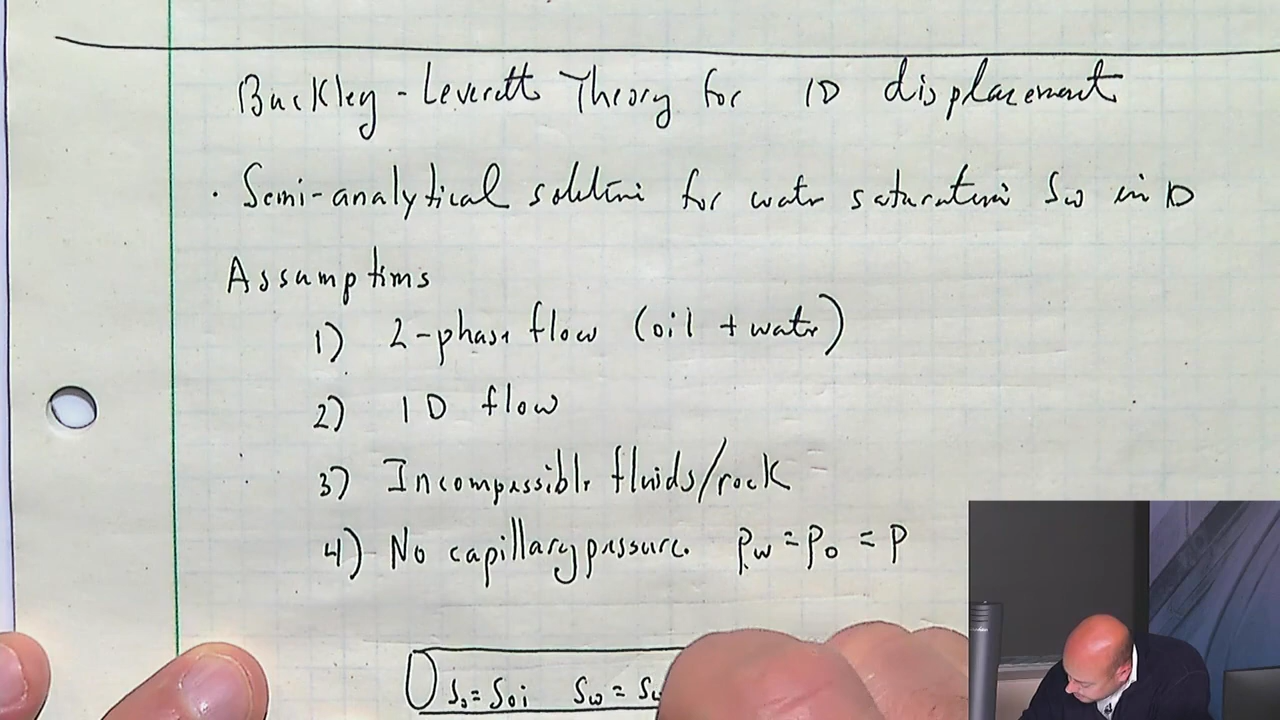 Buckley-Leverett Theory for 1D displacement
· Semi-analytical solution for water saturation Sw in 1D
Assumptions
1) 2-phase flow (oil + water)
2) 1D flow
3) Incompressible fluids/rock
4) No capillary pressure. pw = po = p
So = Soi Sw =